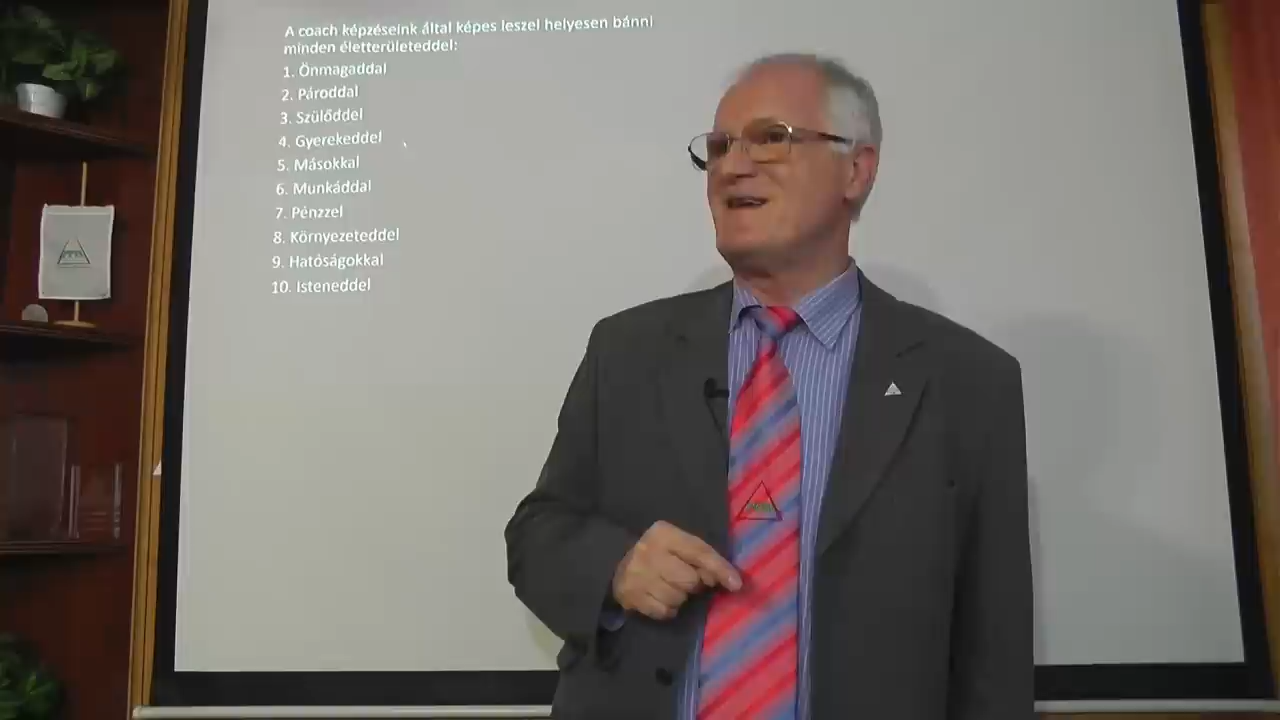 A coach képzéseink által képes leszel helyesen bánni
minden életterületeddel:
1. Önmagaddal
2. Pároddal
3. Szülőddel
4. Gyerekeddel
5. Másokkal
6. Munkáddal
7. Pénzzel
8. Környezeteddel
9. Hatóságokkal
10. Isteneddel